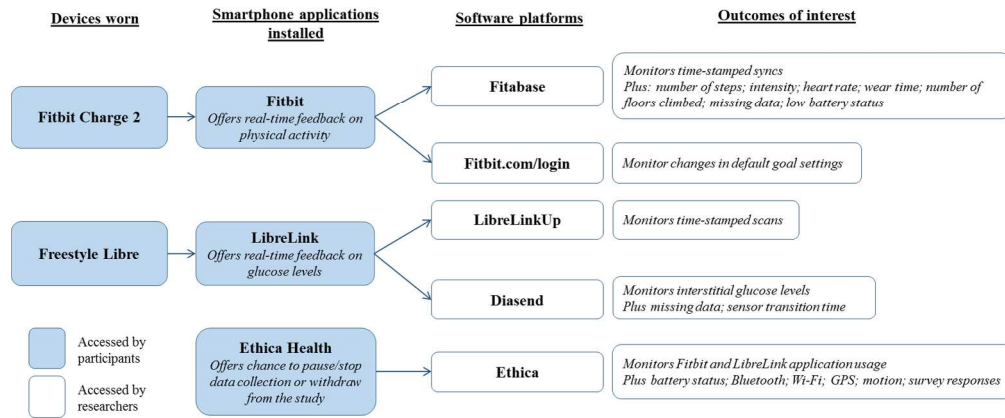 Devices worn
Smartphone applications
installed
Software platforms
Outcomes of interest
Fitbit Charge 2
Fitbit
Offers real-time feedback on
physical activity
Fitabase
Monitors time-stamped syncs
Plus: number of steps; intensity; heart rate; wear time; number of
floors climbed; missing data; low battery status
Fitbit.com/login
Monitor changes in default goal settings
Freestyle Libre
LibreLink
Offers real-time feedback on
glucose levels
LibreLinkUp
Monitors time-stamped scans
Diasend
Monitors interstitial glucose levels
Plus missing data; sensor transition time
Ethica Health
Offers chance to pause/stop
data collection or withdraw
from the study
Ethica
Monitors Fitbit and LibreLink application usage
Plus battery status; Bluetooth; Wi-Fi; GPS; motion; survey responses
Accessed by
participants
Accessed by
researchers